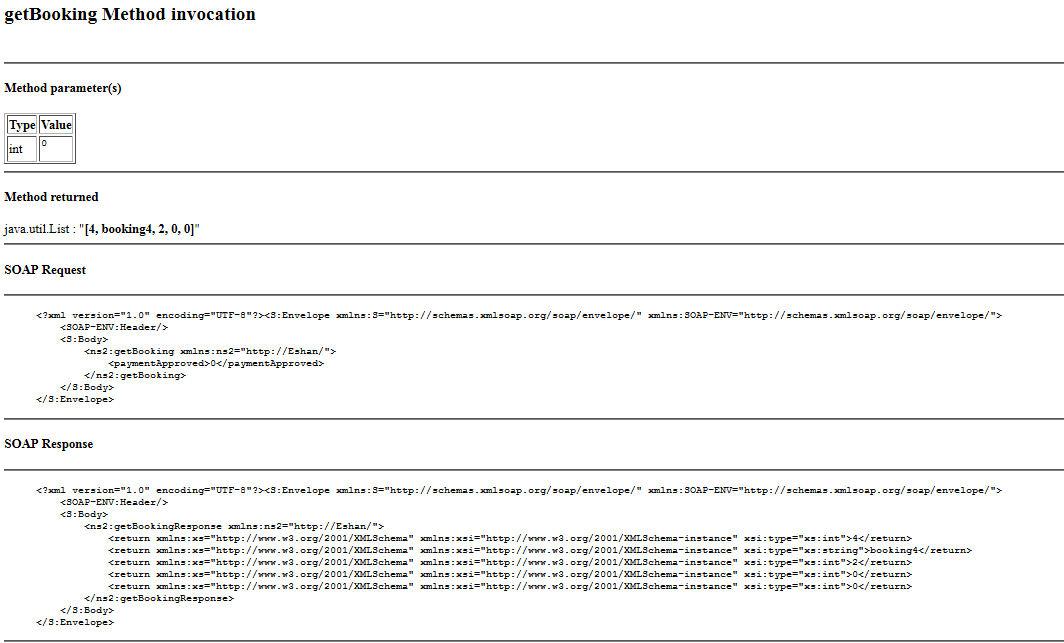 getBooking Method invocation
Method parameter(s)
Type Value
int 0
Method returned
java.util.List : "[4, booking4, 2, 0, 0]"
SOAP Request
<?xml version="1.0" encoding="UTF-8"?><S:Envelope xmlns:S="http://schemas.xmlsoap.org/soap/envelope/" xmlns:SOAP-ENV="http://schemas.xmlsoap.org/soap/envelope/">
<SOAP-ENV:Header/>
<S:Body>
<ns2:getBooking xmlns:ns2="http://Eshan/">
<paymentApproved>0</paymentApproved>
</ns2:getBooking>
</S:Body>
</S:Envelope>
SOAP Response
<?xml version="1.0" encoding="UTF-8"?><S:Envelope xmlns:S="http://schemas.xmlsoap.org/soap/envelope/" xmlns:SOAP-ENV="http://schemas.xmlsoap.org/soap/envelope/">
<SOAP-ENV:Header/>
<S:Body>
<ns2:getBookingResponse xmlns:ns2="http://Eshan/">
<return xmlns:xs="http://www.w3.org/2001/XMLSchema" xmlns:xsi="http://www.w3.org/2001/XMLSchema-instance" xsi:type="xs:int">4</return>
<return xmlns:xs="http://www.w3.org/2001/XMLSchema" xmlns:xsi="http://www.w3.org/2001/XMLSchema-instance" xsi:type="xs:string">booking4</return>
<return xmlns:xs="http://www.w3.org/2001/XMLSchema" xmlns:xsi="http://www.w3.org/2001/XMLSchema-instance" xsi:type="xs:int">2</return>
<return xmlns:xs="http://www.w3.org/2001/XMLSchema" xmlns:xsi="http://www.w3.org/2001/XMLSchema-instance" xsi:type="xs:int">0</return>
<return xmlns:xs="http://www.w3.org/2001/XMLSchema" xmlns:xsi="http://www.w3.org/2001/XMLSchema-instance" xsi:type="xs:int">0</return>
</ns2:getBookingResponse>
</S:Body>
</S:Envelope>